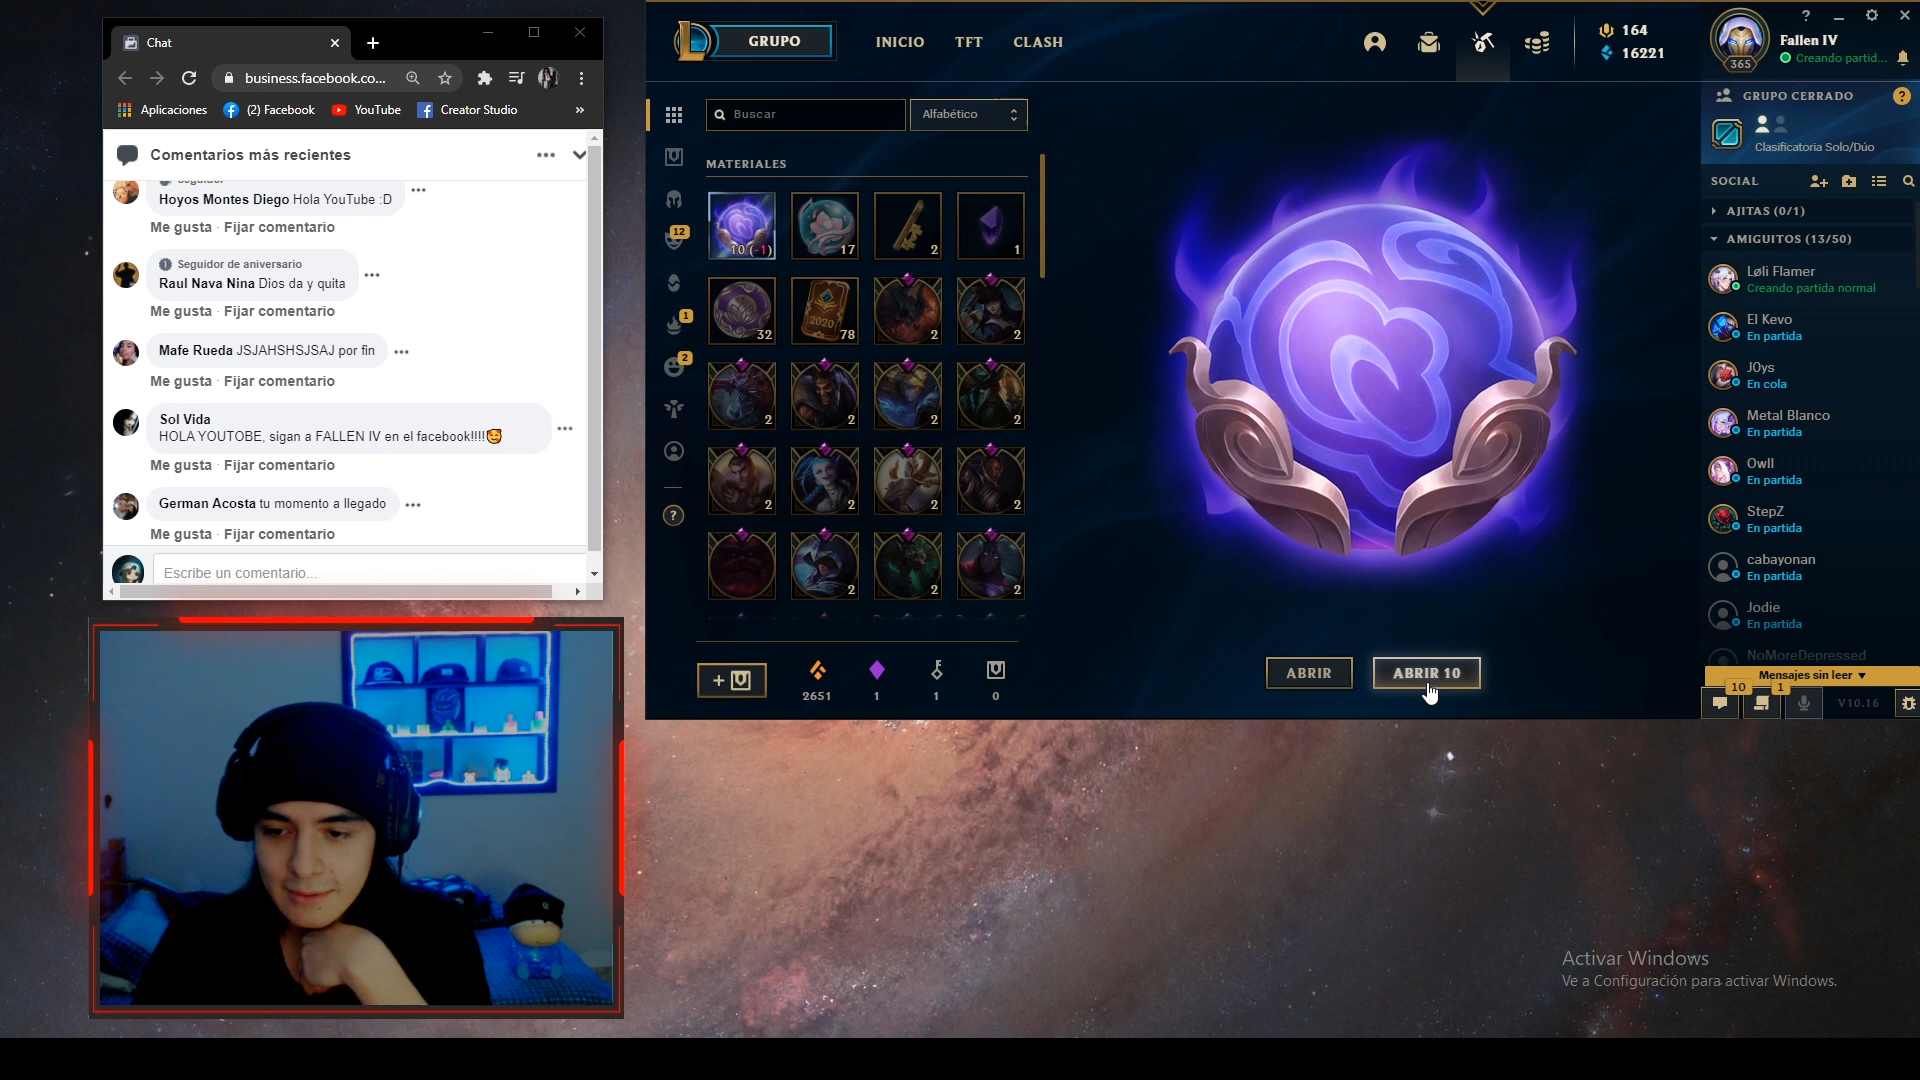 Chat
business.facebook.co...
Aplicaciones
(2) Facebook
YouTube
Creator Studio
»
Comentarios más recientes
Hoyos Montes Diego Hola YouTube :D
Me gusta · Fijar comentario
Seguidor de aniversario
Raul Nava Nina Dios da y quita
Me gusta · Fijar comentario
Mafe Rueda JSJAHSHSJSAJ por fin
Me gusta · Fijar comentario
Sol Vida
HOLA YOUTOBE, sigan a FALLEN IV en el facebook!!!!🥰
Me gusta · Fijar comentario
German Acosta tu momento a llegado
Me gusta · Fijar comentario
Escribe un comentario...
GRUPO
INICIO
TFT
CLASH
164
16221
365
Fallen IV
Creando partid...
Buscar
Alfabético
MATERIALES
10 (-1)
17
2
1
12
32
2020
78
2
2
1
2
2
2
2
2
2
2
2
2
2
2
2
2
?
2651
1
1
0
ABRIR
ABRIR 10
GRUPO CERRADO
?
Clasificatoria Solo/Dúo
SOCIAL
AJITAS (0/1)
AMIGUITOS (13/50)
Løli Flamer
Creando partida normal
El Kevo
En partida
J0ys
En cola
Metal Blanco
En partida
Owll
En partida
StepZ
En partida
cabayonan
En partida
Jodie
En partida
NoMoreDepressed
Mensajes sin leer
10
1
V10.16
Activar Windows
Ve a Configuración para activar Windows.